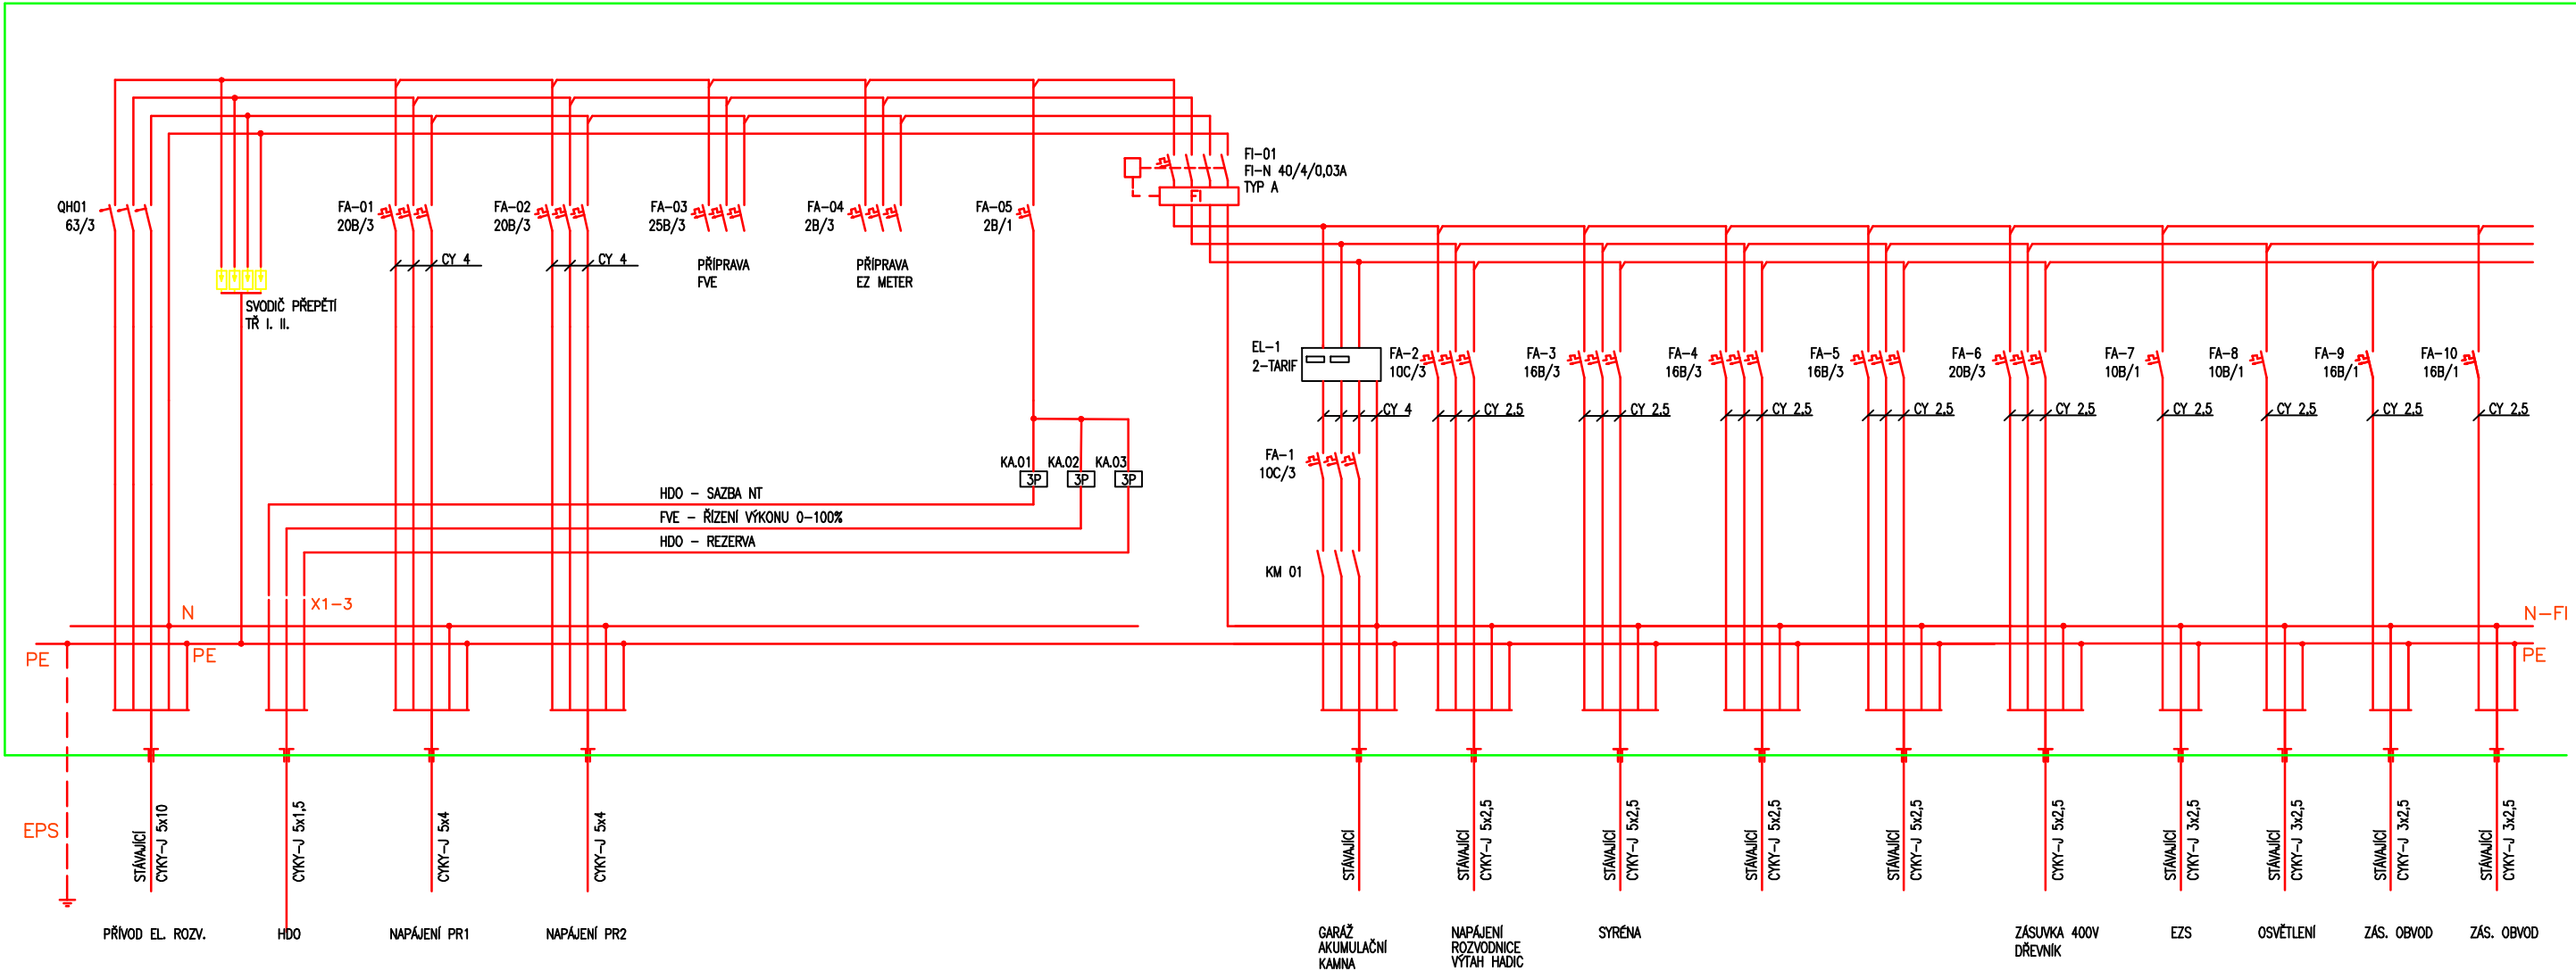 FI-01
FI-N 40/4/0,03A
TYP A
FI
QH01
63/3
FA-01
20B/3
FA-02
20B/3
FA-03
25B/3
FA-04
2B/3
FA-05
2B/1
CY 4
CY 4
PŘÍPRAVA
FVE
PŘÍPRAVA
EZ METER
SVODIČ PŘEPĚTÍ
TŘ I. II.
EL-1
2-TARIF
FA-2
10C/3
FA-3
16B/3
FA-4
16B/3
FA-5
16B/3
FA-6
20B/3
FA-7
10B/1
FA-8
10B/1
FA-9
16B/1
FA-10
16B/1
CY 4
CY 2.5
CY 2.5
CY 2.5
CY 2.5
CY 2.5
CY 2.5
CY 2.5
CY 2.5
CY 2.5
FA-1
10C/3
KA.01
KA.02
KA.03
3P
3P
3P
HDO - SAZBA NT
FVE - ŘÍZENÍ VÝKONU 0-100%
HDO - REZERVA
KM 01
X1-3
N
N-FI
PE
PE
PE
EPS
STÁVAJÍCÍ
CYKY-J 5x10
CYKY-J 5x1,5
CYKY-J 5x4
CYKY-J 5x4
STÁVAJÍCÍ
STÁVAJÍCÍ
CYKY-J 5x2,5
STÁVAJÍCÍ
CYKY-J 5x2,5
STÁVAJÍCÍ
CYKY-J 5x2,5
STÁVAJÍCÍ
CYKY-J 5x2,5
CYKY-J 5x2,5
STÁVAJÍCÍ
CYKY-J 3x2,5
STÁVAJÍCÍ
CYKY-J 3x2,5
STÁVAJÍCÍ
CYKY-J 3x2,5
STÁVAJÍCÍ
CYKY-J 3x2,5
PŘÍVOD EL. ROZV.
HDO
NAPÁJENÍ PR1
NAPÁJENÍ PR2
GARÁŽ
AKUMULAČNÍ
KAMNA
NAPÁJENÍ
ROZVODNICE
VÝTAH HADIC
SYRÉNA
ZÁSUVKA 400V
DŘEVNÍK
EZS
OSVĚTLENÍ
ZÁS. OBVOD
ZÁS. OBVOD